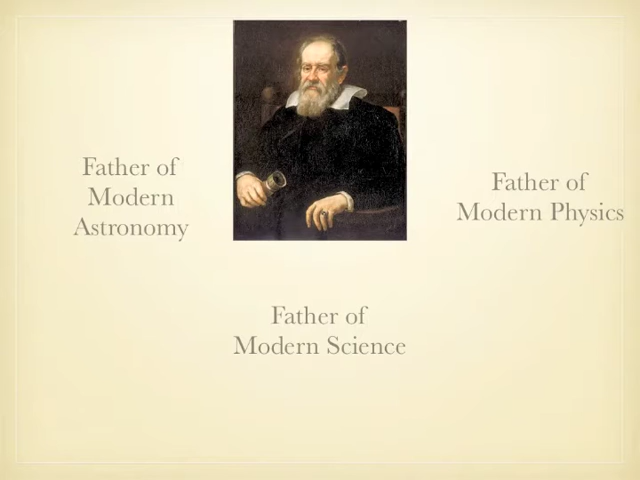 Father of
Modern
Astronomy
Father of
Modern Physics
Father of
Modern Science